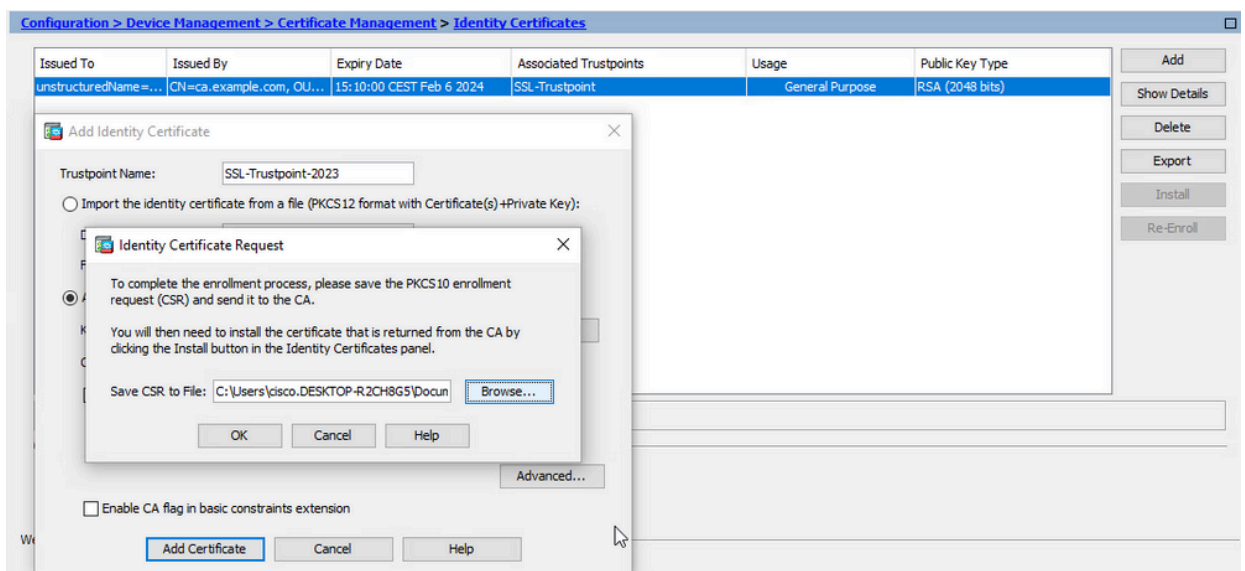 Configuration > Device Management > Certificate Management > Identity Certificates
Issued To Issued By Expiry Date Associated Trustpoints Usage Public Key Type
unstructuredName=... CN=ca.example.com, OU... 15:10:00 CEST Feb 6 2024 SSL-Trustpoint General Purpose RSA (2048 bits)
Add
Show Details
Delete
Export
Install
Re-Enroll
Add Identity Certificate
Trustpoint Name: SSL-Trustpoint-2023
Import the identity certificate from a file (PKCS12 format with Certificate(s)+Private Key):
Identity Certificate Request
To complete the enrollment process, please save the PKCS10 enrollment
request (CSR) and send it to the CA.
You will then need to install the certificate that is returned from the CA by
clicking the Install button in the Identity Certificates panel.
Save CSR to File: C:\Users\cisco.DESKTOP-R2CH8G5\Docum Browse...
OK Cancel Help
Advanced...
Enable CA flag in basic constraints extension
We
Add Certificate Cancel Help